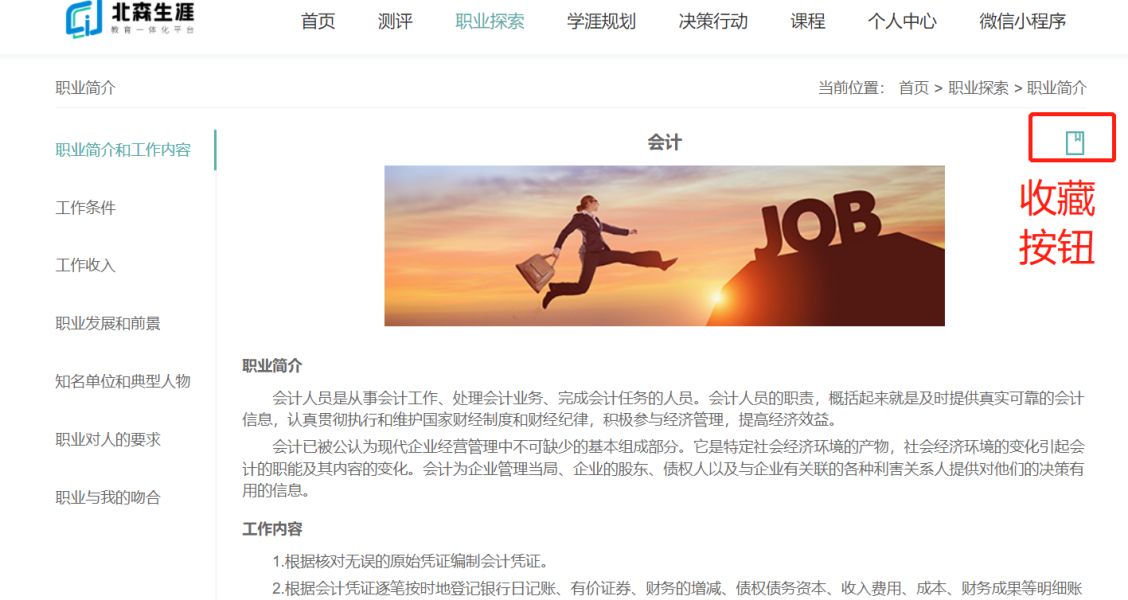 北森生涯
教育一体化平台
首页 测评 职业探索 学涯规划 决策行动 课程 个人中心 微信小程序
职业简介
当前位置： 首页 > 职业探索 > 职业简介
职业简介和工作内容
工作条件
工作收入
职业发展和前景
知名单位和典型人物
职业对人的要求
职业与我的吻合
会计
收藏
按钮
JOB
职业简介
会计人员是从事会计工作、处理会计业务、完成会计任务的人员。会计人员的职责，概括起来就是及时提供真实可靠的会计
信息，认真贯彻执行和维护国家财经制度和财经纪律，积极参与经济管理，提高经济效益。
会计已被公认为现代企业经营管理中不可缺少的基本组成部分。它是特定社会经济环境的产物，社会经济环境的变化引起会
计的职能及其内容的变化。会计为企业管理当局、企业的股东、债权人以及与企业有关联的各种利害关系人提供对他们的决策有
用的信息。
工作内容
1.根据核对无误的原始凭证编制会计凭证。
2.根据会计凭证逐笔按时地登记银行日记账、有价证券、财务的增减、债权债务资本、收入费用、成本、财务成果等明细账